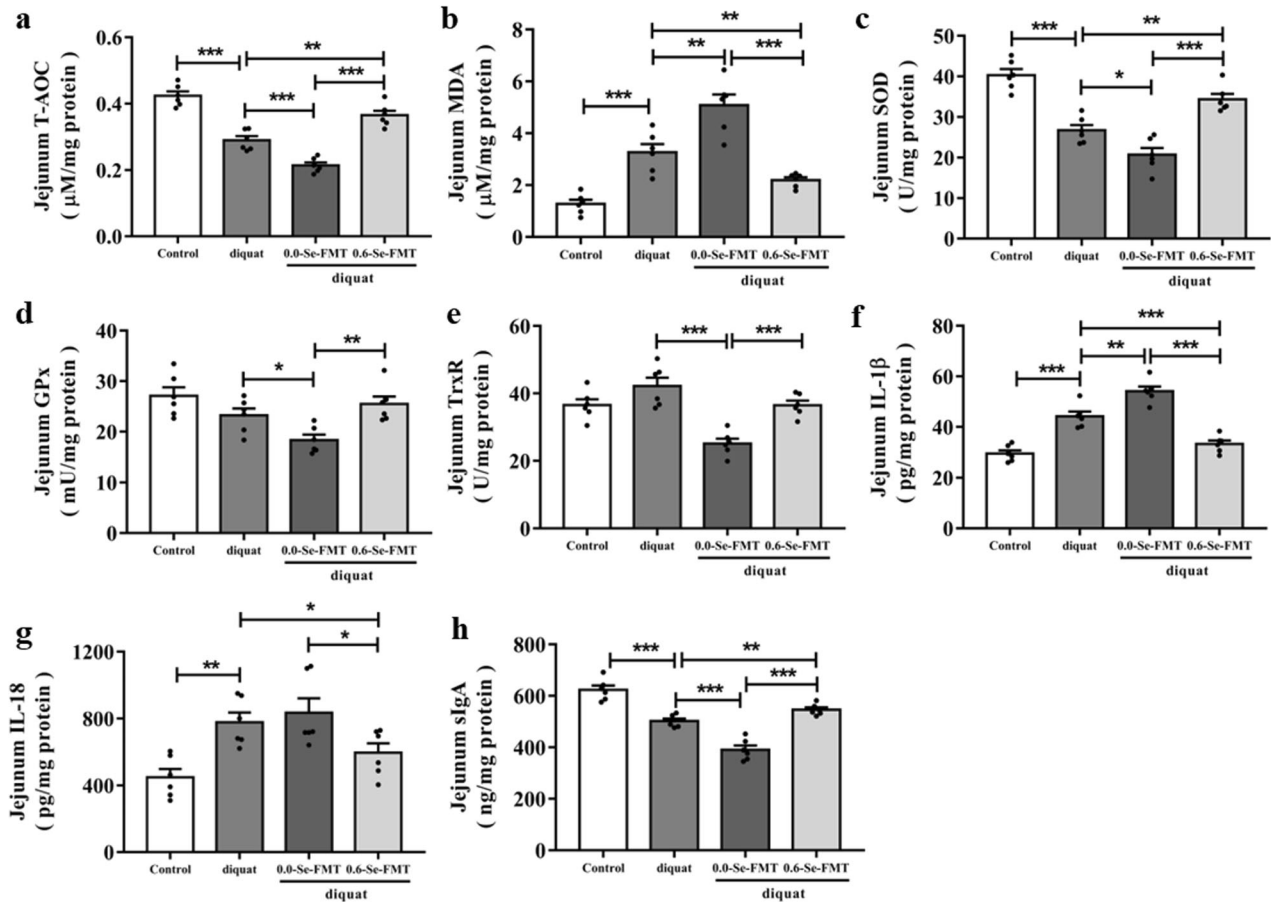 a
Jejunum T-AOC
( μM/mg protein)
0.6
0.4
0.2
0.0
***
**
***
***
Control
diquat
0.0-Se-FMT
0.6-Se-FMT
diquat
b
Jejunum MDA
( μM/mg protein)
8
6
4
2
0
**
**
***
***
Control
diquat
0.0-Se-FMT
0.6-Se-FMT
diquat
c
Jejunum SOD
( U/mg protein)
50
40
30
20
10
0
***
**
***
*
Control
diquat
0.0-Se-FMT
0.6-Se-FMT
diquat
d
Jejunum GPx
( mU/mg protein)
40
30
20
10
0
**
*
Control
diquat
0.0-Se-FMT
0.6-Se-FMT
diquat
e
Jejunum TrxR
( U/mg protein)
60
40
20
0
***
***
Control
diquat
0.0-Se-FMT
0.6-Se-FMT
diquat
f
Jejunum IL-1β
( pg/mg protein)
80
60
40
20
0
***
**
***
***
Control
diquat
0.0-Se-FMT
0.6-Se-FMT
diquat
g
Jejunum IL-18
( pg/mg protein)
1200
800
400
0
*
*
**
Control
diquat
0.0-Se-FMT
0.6-Se-FMT
diquat
h
Jejunum sIgA
( ng/mg protein)
800
600
400
200
0
***
**
***
***
Control
diquat
0.0-Se-FMT
0.6-Se-FMT
diquat